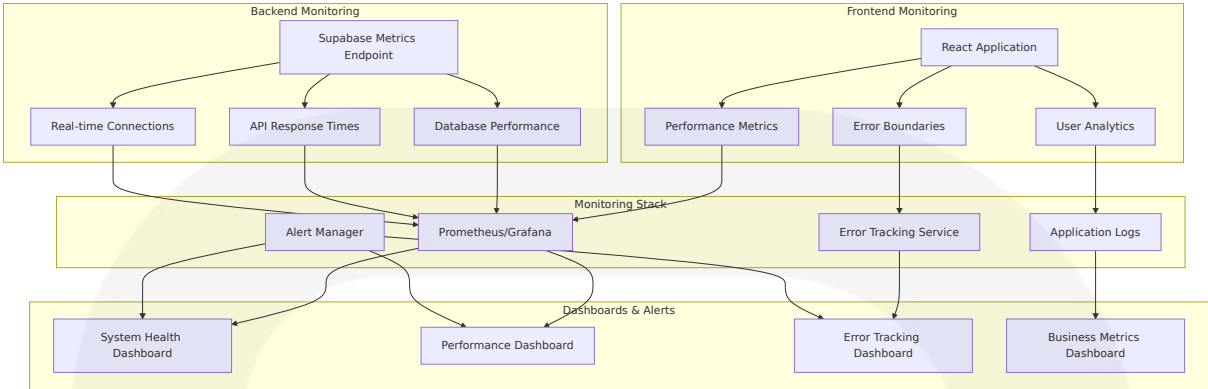 Backend Monitoring
Frontend Monitoring
Supabase Metrics
Endpoint
React Application
Real-time Connections
API Response Times
Database Performance
Performance Metrics
Error Boundaries
User Analytics
Monitoring Stack
Alert Manager
Prometheus/Grafana
Error Tracking Service
Application Logs
Dashboards & Alerts
System Health
Dashboard
Performance Dashboard
Error Tracking
Dashboard
Business Metrics
Dashboard